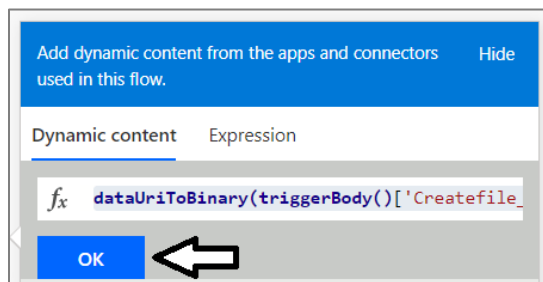 Add dynamic content from the apps and connectors Hide
used in this flow.
Dynamic content Expression
fx dataUriToBinary(triggerBody()['Createfile_
OK